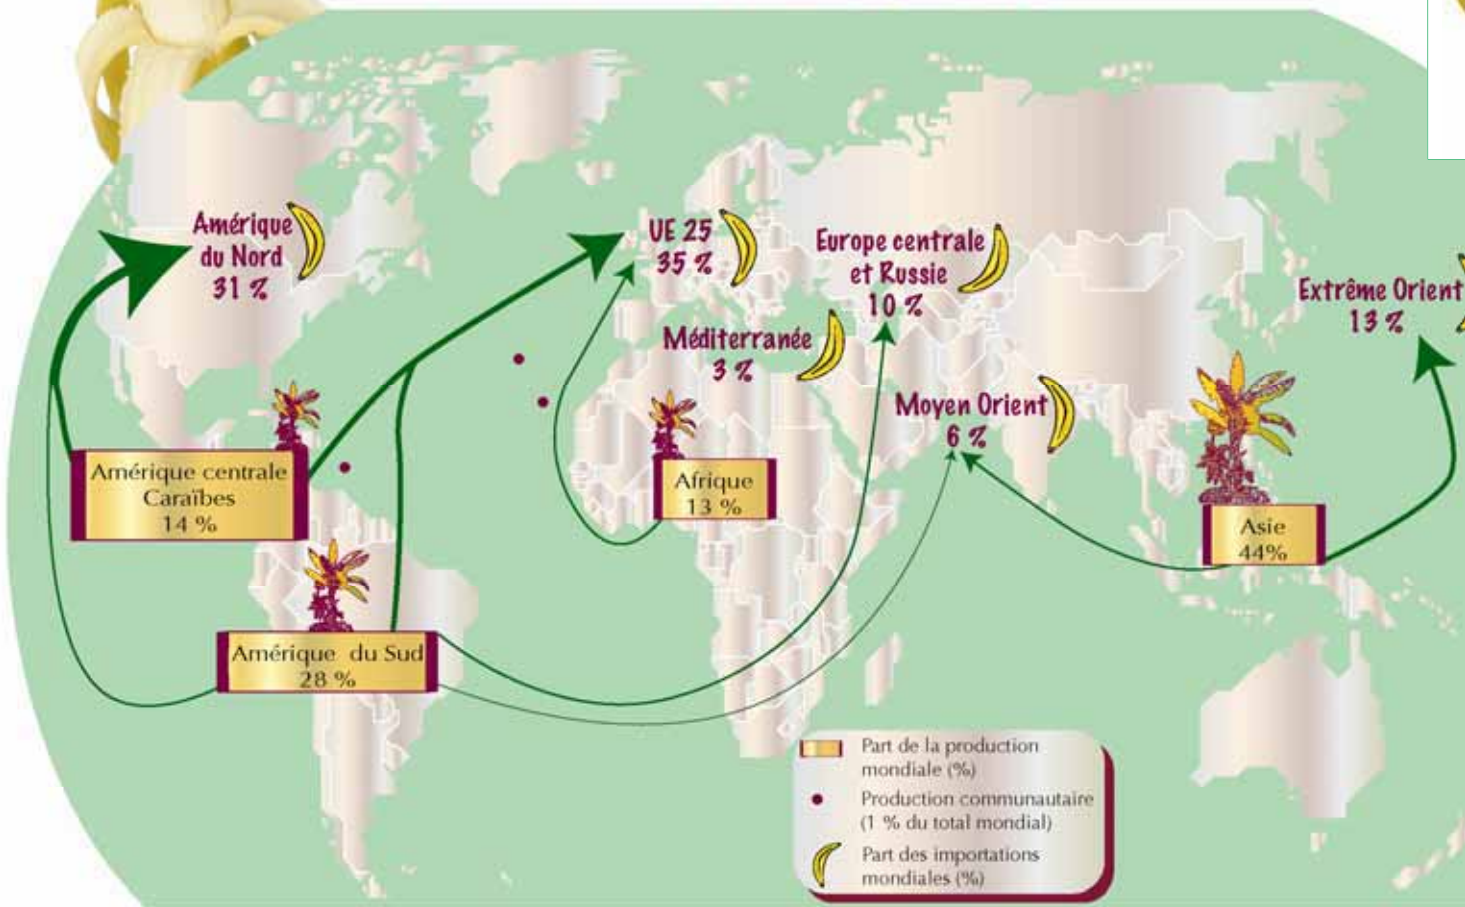 Amérique
du Nord
31 %
UE 25
35 %
Europe centrale
et Russie
10 %
Extrême Orient
13 %
Méditerranée
3 %
Moyen Orient
6 %
Amérique centrale
Caraïbes
14 %
Afrique
13 %
Asie
44%
Amérique du Sud
28 %
Part de la production
mondiale (%)
Production communautaire
(1 % du total mondial)
Part des importations
mondiales (%)